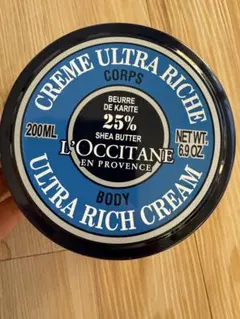 CREME ULTRA RICHE
CORPS
BEURRE
DE KARITE
25%
SHEA BUTTER
200ML
NET WT.
6.9 OZ.
L'OCCITANE
EN PROVENCE
BODY
ULTRA RICH CREAM